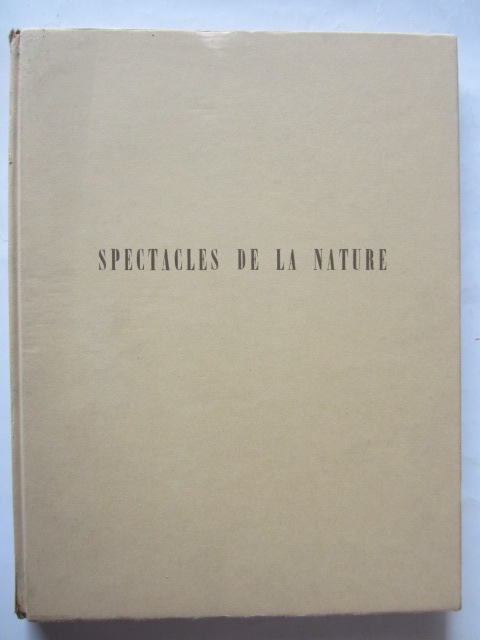 SPECTACLES DE LA NATURE